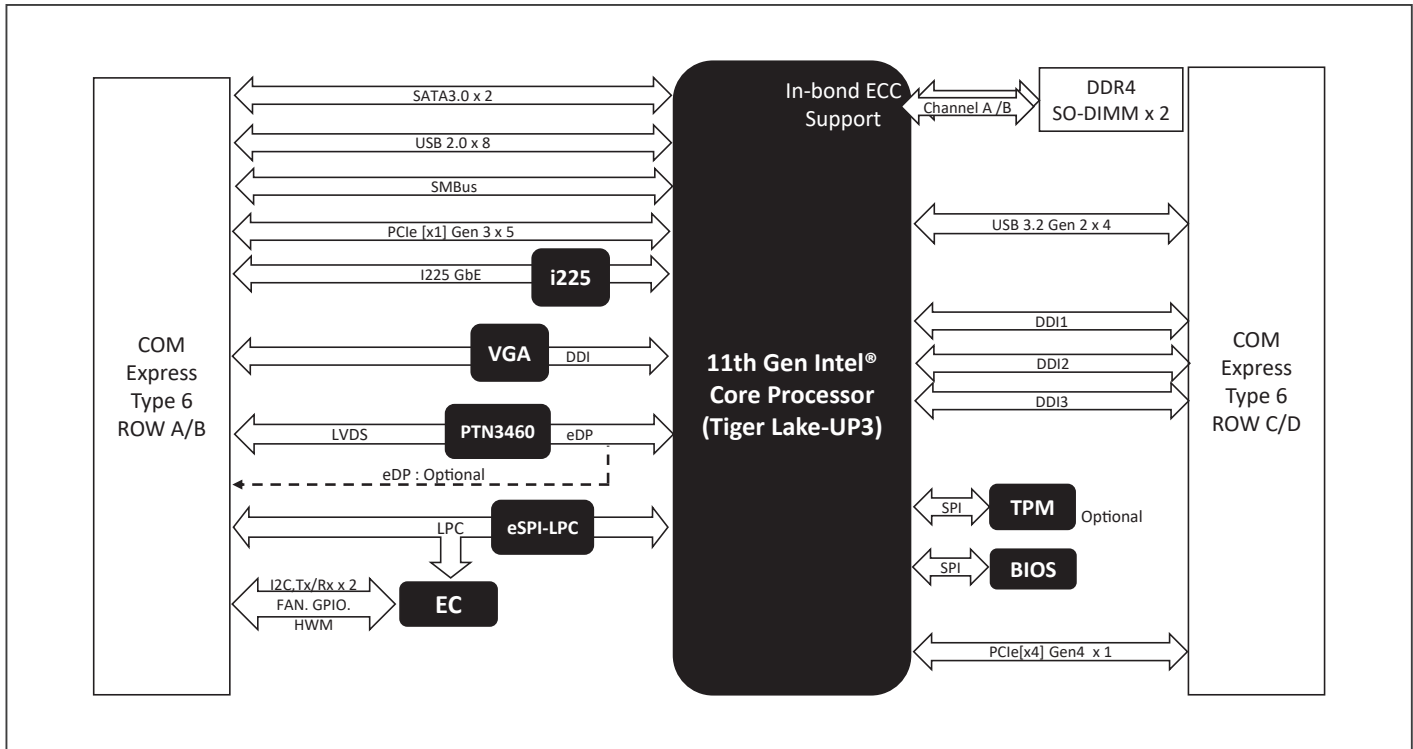 COM
Express
Type 6
ROW A/B
SATA3.0 x 2
USB 2.0 x 8
SMBus
PCIe [x1] Gen 3 x 5
I225 GbE
i225
VGA
DDI
LVDS
PTN3460
eDP
eDP : Optional
LPC
eSPI-LPC
I2C,Tx/Rx x 2
FAN. GPIO.
HWM
EC
In-bond ECC
Support
11th Gen Intel®
Core Processor
(Tiger Lake-UP3)
Channel A /B
DDR4
SO-DIMM x 2
USB 3.2 Gen 2 x 4
DDI1
DDI2
DDI3
SPI
TPM
Optional
SPI
BIOS
PCIe[x4] Gen4 x 1
COM
Express
Type 6
ROW C/D